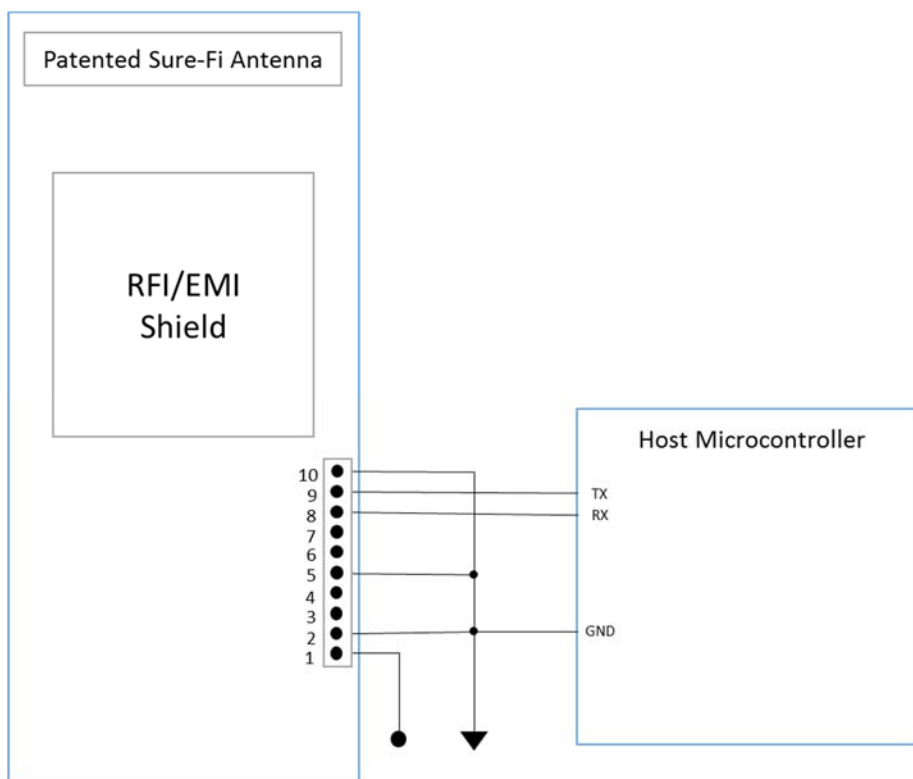 Patented Sure-Fi Antenna
RFI/EMI
Shield
Host Microcontroller
10
9
8
7
6
5
4
3
2
1
TX
RX
GND